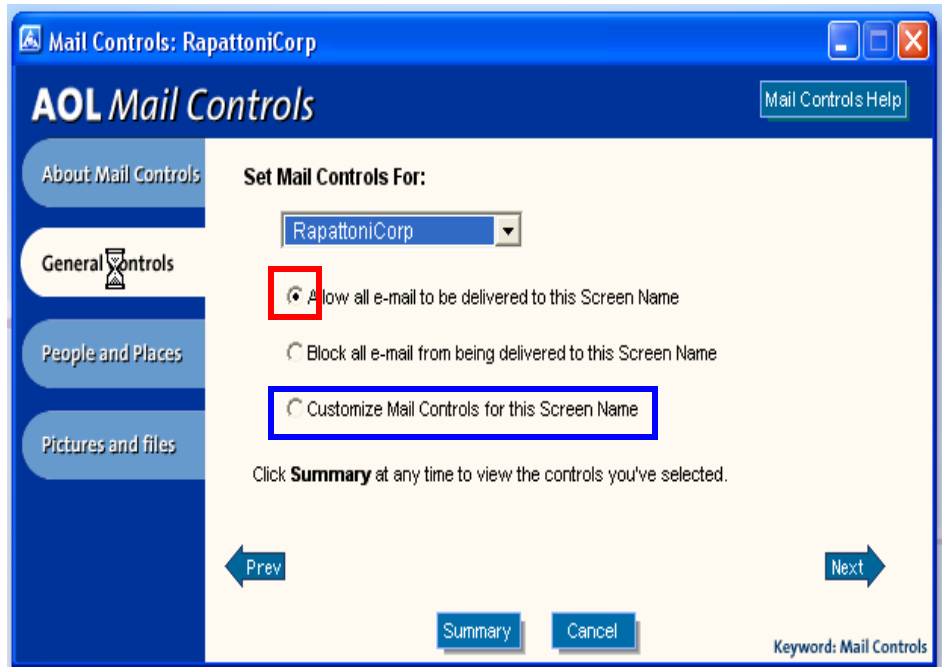 Mail Controls: RapattoniCorp
AOL Mail Controls
Mail Controls Help
About Mail Controls
General Controls
People and Places
Pictures and files
Set Mail Controls For:
RapattoniCorp
Allow all e-mail to be delivered to this Screen Name
Block all e-mail from being delivered to this Screen Name
Customize Mail Controls for this Screen Name
Click Summary at any time to view the controls you've selected.
Prev
Next
Summary
Cancel
Keyword: Mail Controls